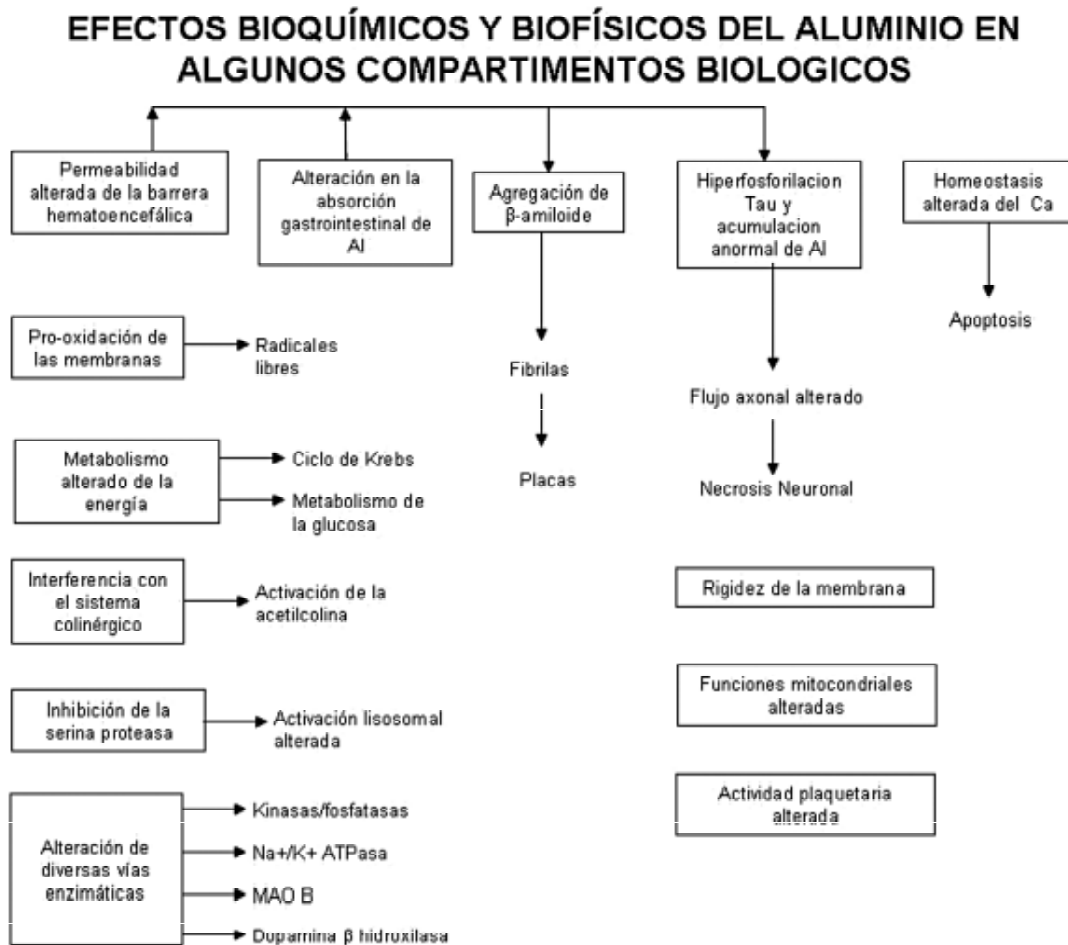 EFECTOS BIOQUÍMICOS Y BIOFÍSICOS DEL ALUMINIO EN
ALGUNOS COMPARTIMENTOS BIOLOGICOS
Permeabilidad
alterada de la barrera
hematoencefálica
Alteración en la
absorción
gastrointestinal de
Al
Agregación de
β-amiloide
Hiperfosforilacion
Tau y
acumulacion
anormal de Al
Homeostasis
alterada del Ca
Apoptosis
Pro-oxidación de
las membranas
Radicales
libres
Fibrilas
Flujo axonal alterado
Metabolismo
alterado de la
energía
Ciclo de Krebs
Metabolismo de
la glucosa
Placas
Necrosis Neuronal
Interferencia con
el sistema
colinérgico
Activación de la
acetilcolina
Rigidez de la membrana
Inhibición de la
serina proteasa
Activación lisosomal
alterada
Funciones mitocondriales
alteradas
Actividad plaquetaria
alterada
Alteración de
diversas vías
enzimáticas
Kinasas/fosfatasas
Na+/K+ ATPasa
MAO B
Dopamina β hidroxilasa